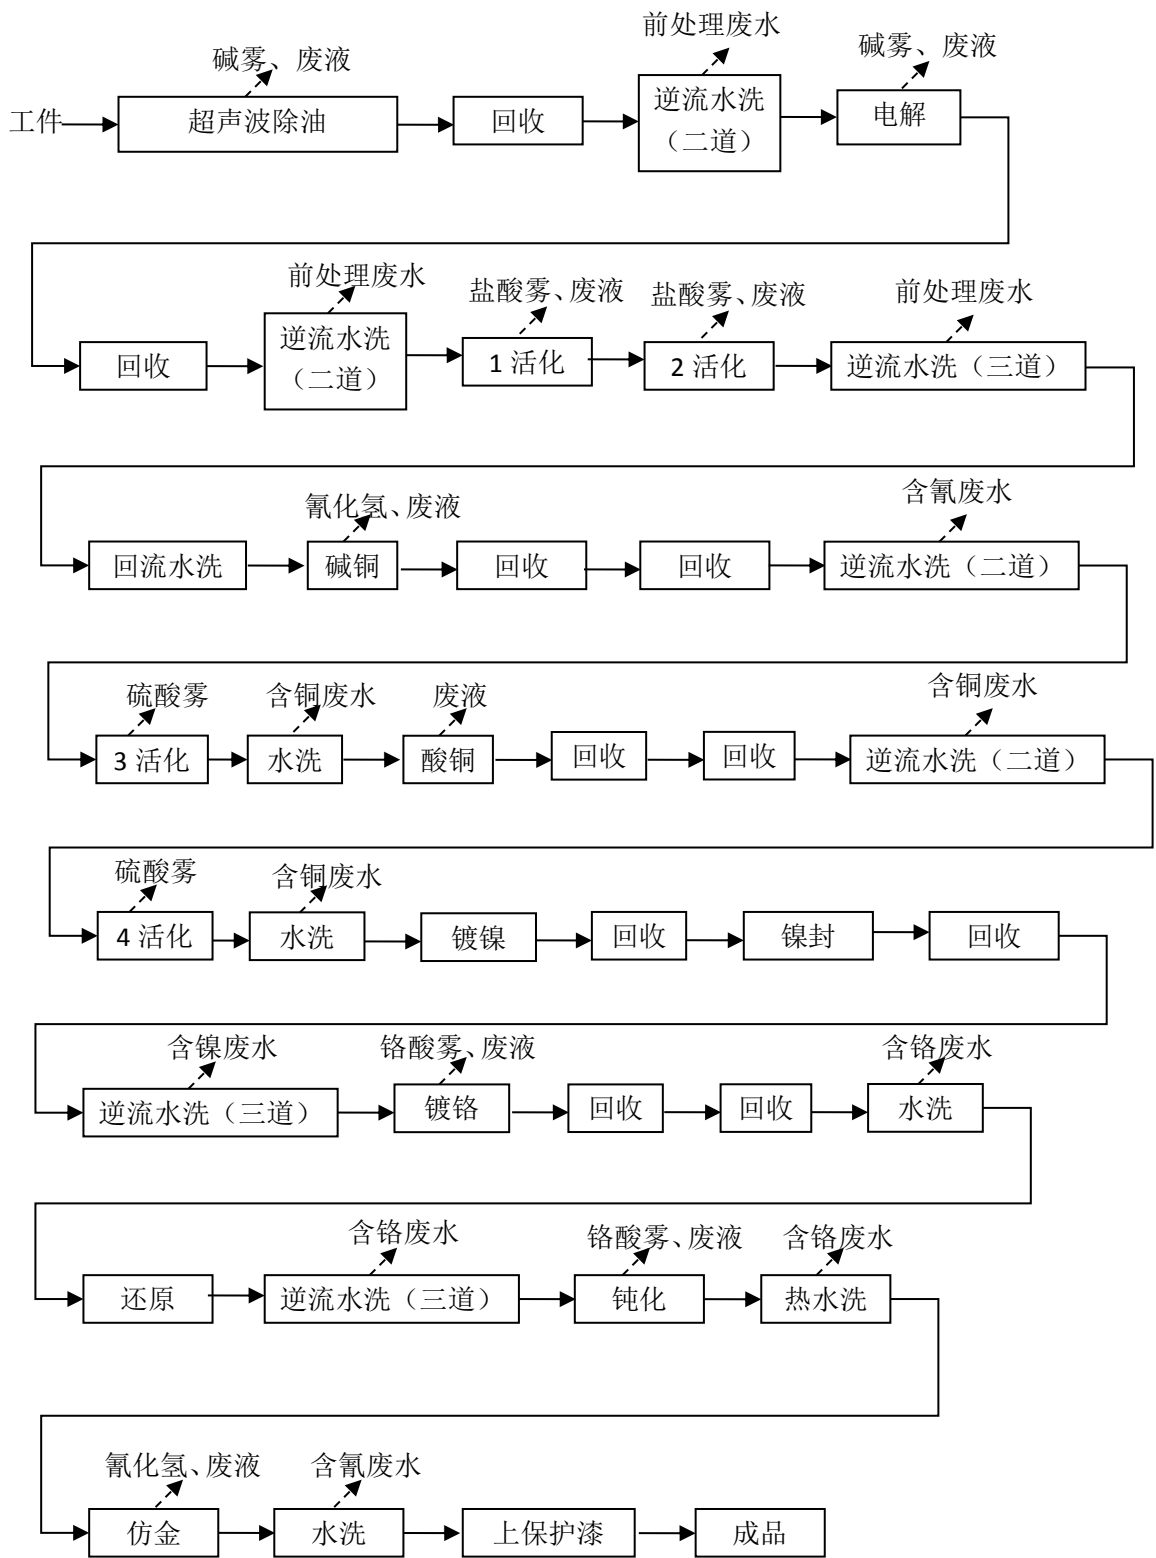 前处理废水
碱雾、废液
碱雾、废液
工件
超声波除油
回收
逆流水洗
（二道）
电解
前处理废水
盐酸雾、废液
盐酸雾、废液
前处理废水
回收
逆流水洗
（二道）
1 活化
2 活化
逆流水洗（三道）
氰化氢、废液
含氰废水
回流水洗
碱铜
回收
回收
逆流水洗（二道）
硫酸雾
含铜废水
废液
含铜废水
3 活化
水洗
酸铜
回收
回收
逆流水洗（二道）
硫酸雾
含铜废水
4 活化
水洗
镀镍
回收
镍封
回收
含镍废水
铬酸雾、废液
含铬废水
逆流水洗（三道）
镀铬
回收
回收
水洗
含铬废水
铬酸雾、废液
含铬废水
还原
逆流水洗（三道）
钝化
热水洗
氰化氢、废液
含氰废水
仿金
水洗
上保护漆
成品